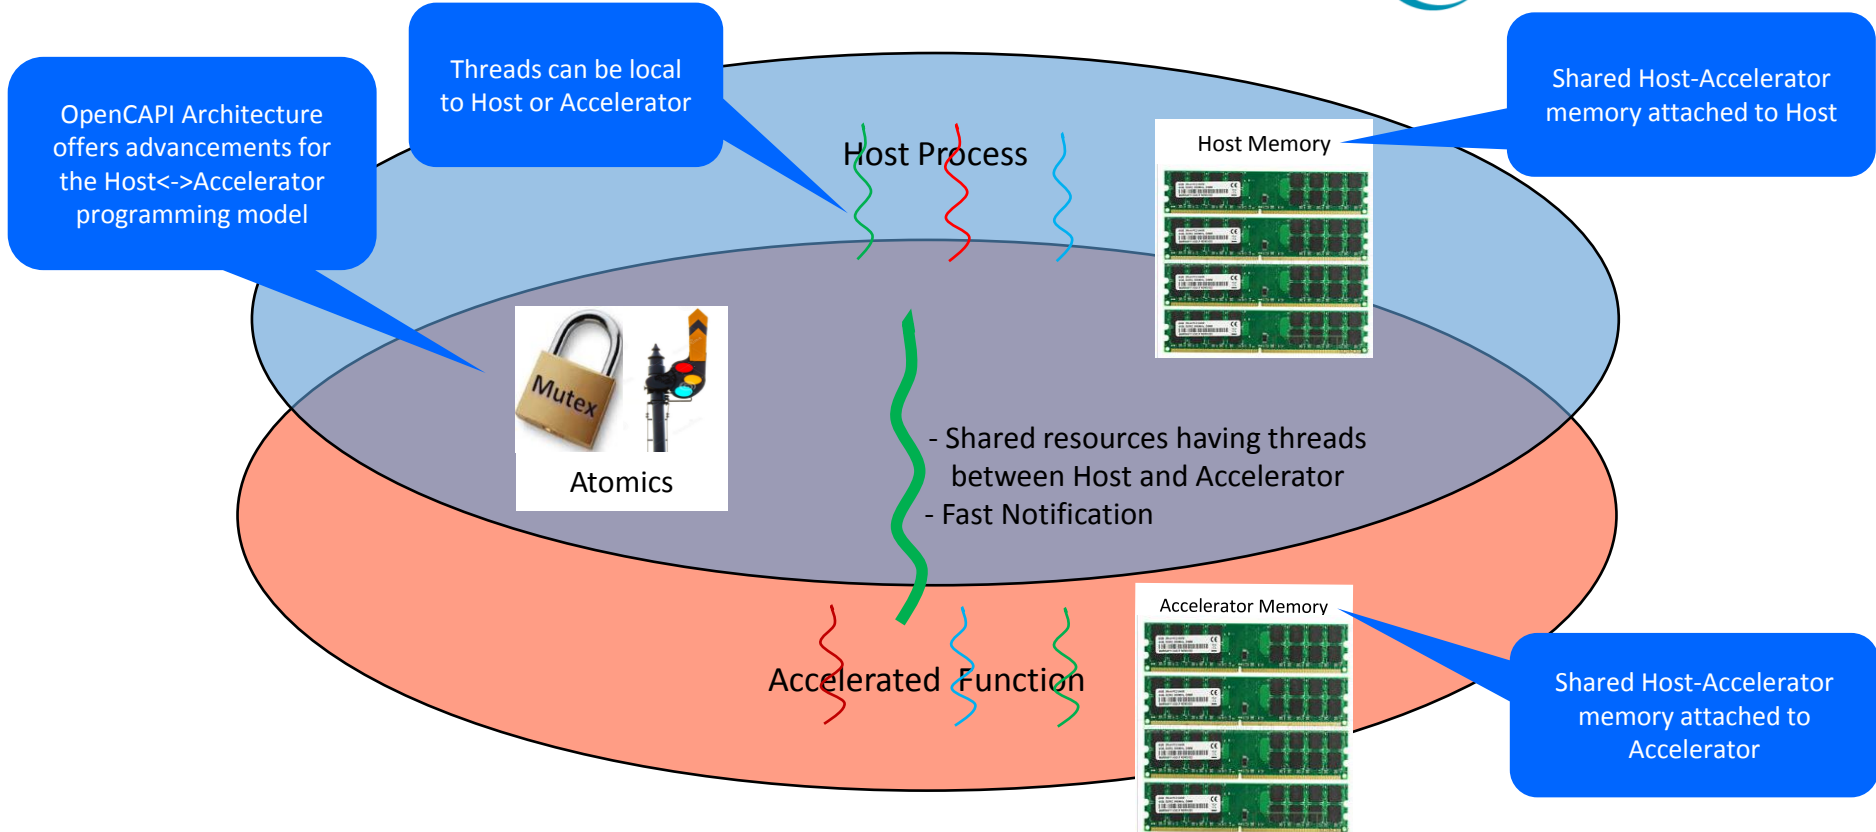 OpenCAPI Architecture
offers advancements for
the Host<->Accelerator
programming model
Threads can be local
to Host or Accelerator
Shared Host-Accelerator
memory attached to Host
Host Process
Host Memory
Mutex
Atomics
- Shared resources having threads
between Host and Accelerator
- Fast Notification
Accelerated Function
Accelerator Memory
Shared Host-Accelerator
memory attached to
Accelerator